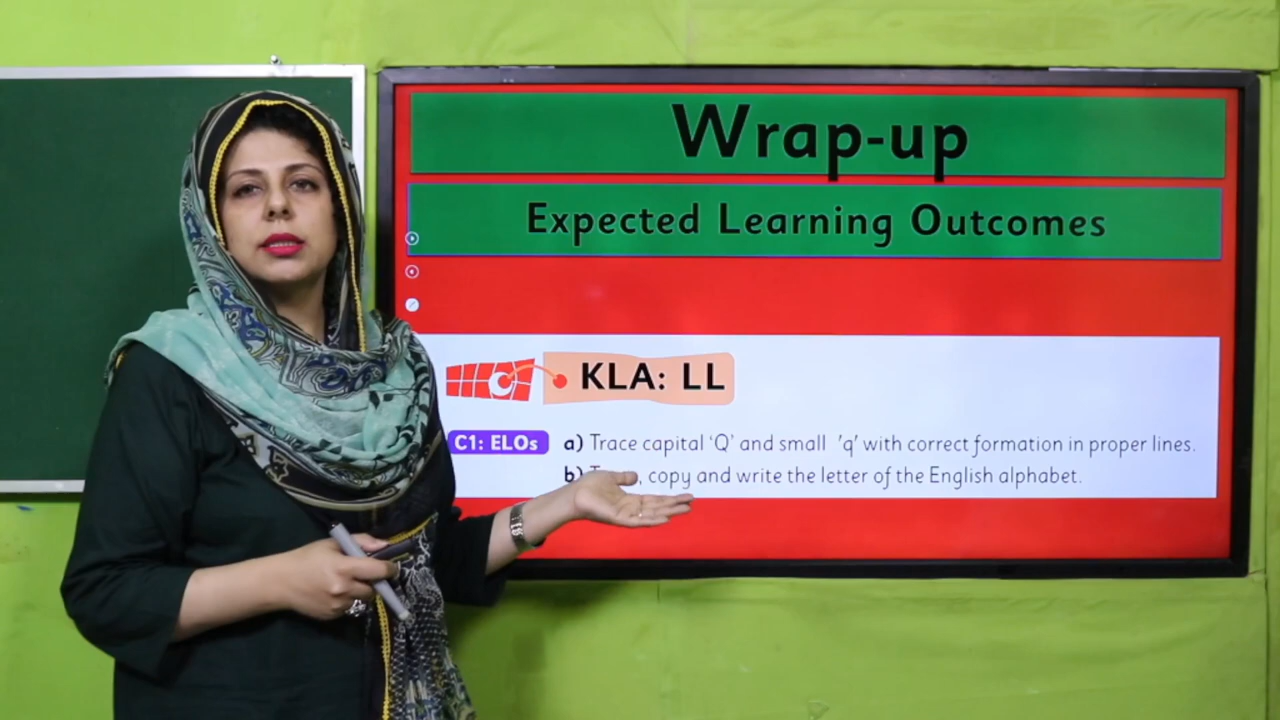 Wrap-up
Expected Learning Outcomes
KLA: LL
C1: ELOs a) Trace capital ‘Q’ and small 'q' with correct formation in proper lines.
b) copy and write the letter of the English alphabet.